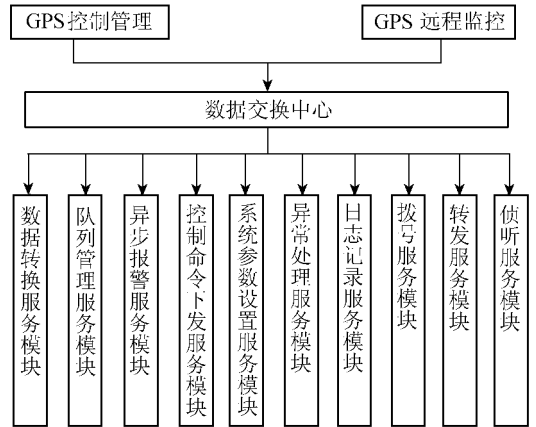 GPS控制管理
GPS 远程监控
数据交换中心
数据转换服务模块
队列管理服务模块
异步报警服务模块
控制命令下发服务模块
系统参数设置服务模块
异常处理服务模块
日志记录服务模块
拨号服务模块
转发服务模块
侦听服务模块